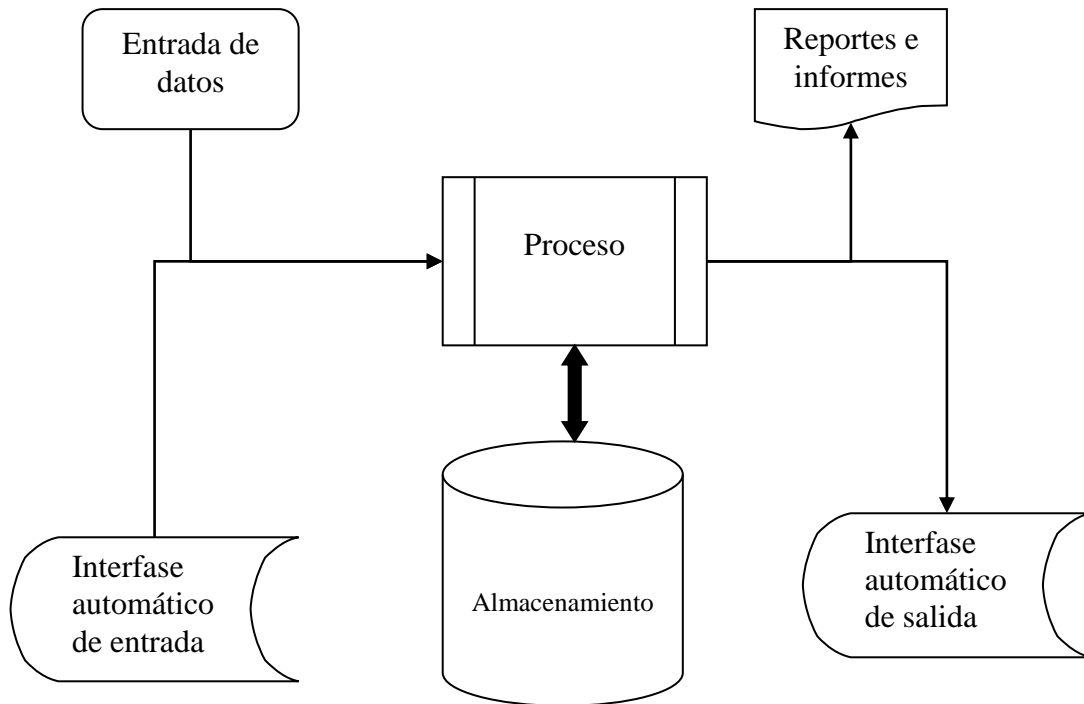 Entrada de
datos
Reportes e
informes
Proceso
Interfase
automático
de entrada
Almacenamiento
Interfase
automático
de salida